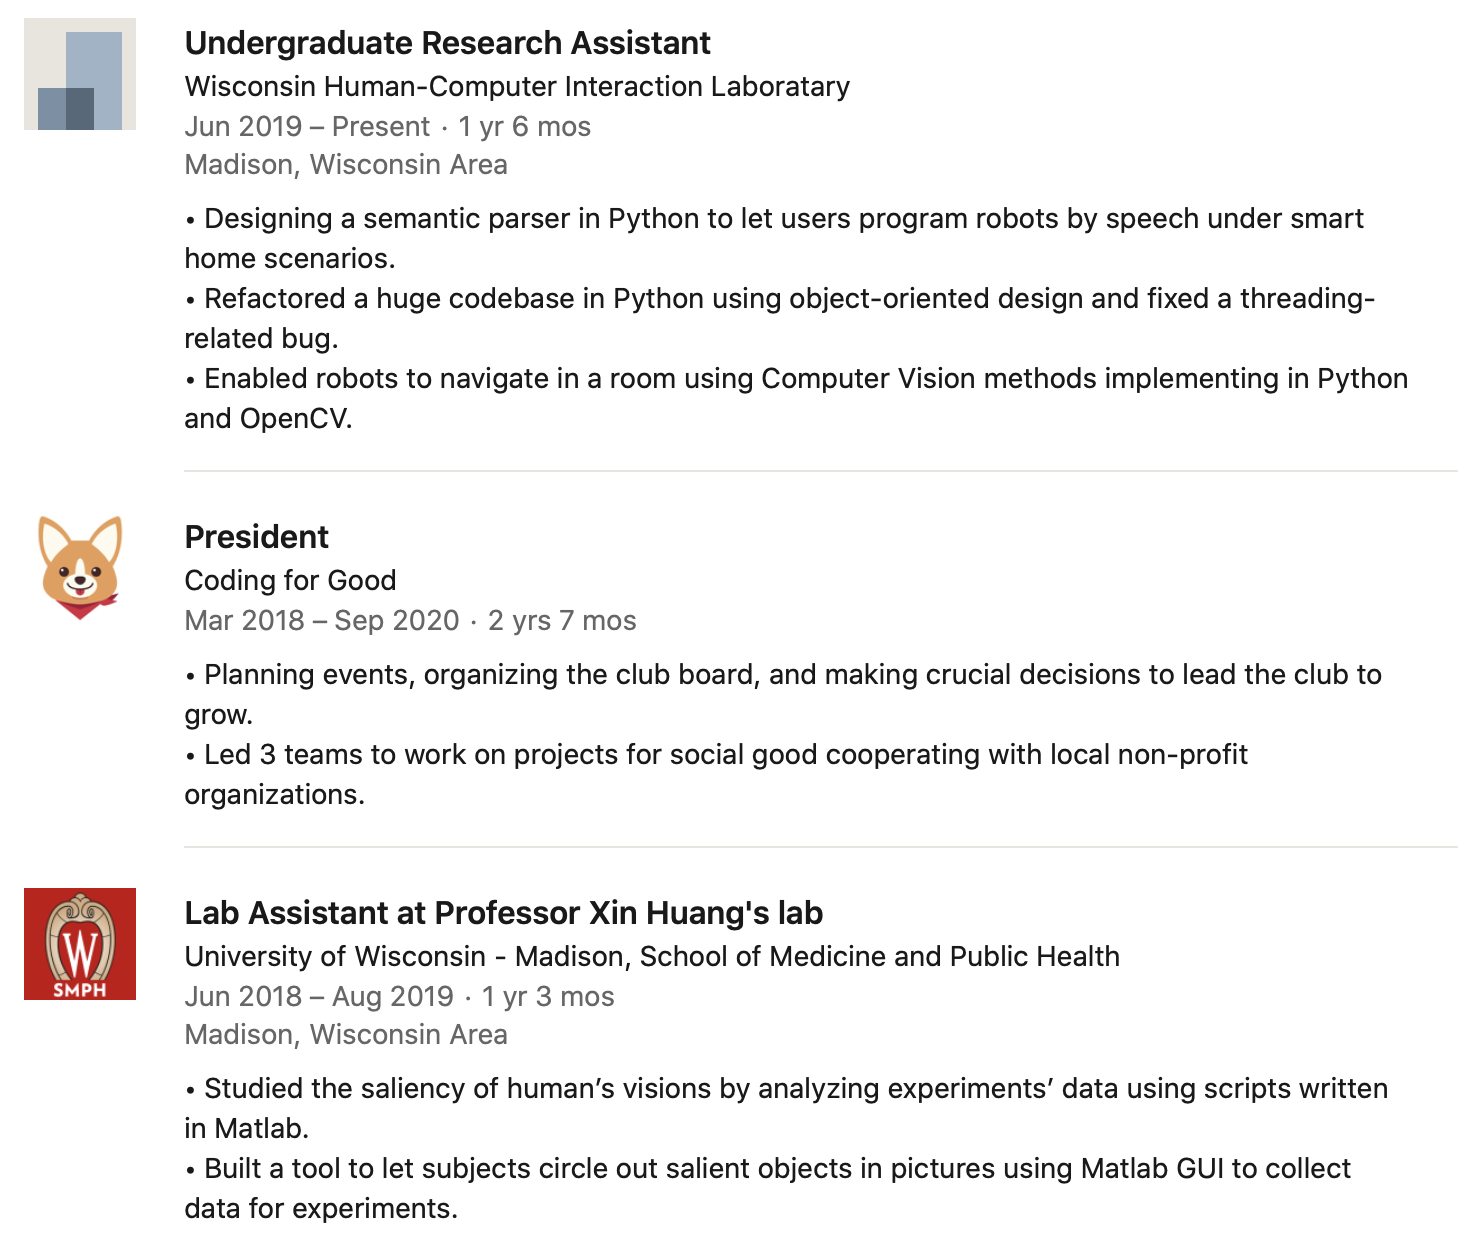 Undergraduate Research Assistant
Wisconsin Human-Computer Interaction Laboratary
Jun 2019 – Present · 1 yr 6 mos
Madison, Wisconsin Area
• Designing a semantic parser in Python to let users program robots by speech under smart
home scenarios.
• Refactored a huge codebase in Python using object-oriented design and fixed a threading-
related bug.
• Enabled robots to navigate in a room using Computer Vision methods implementing in Python
and OpenCV.
President
Coding for Good
Mar 2018 – Sep 2020 · 2 yrs 7 mos
• Planning events, organizing the club board, and making crucial decisions to lead the club to
grow.
• Led 3 teams to work on projects for social good cooperating with local non-profit
organizations.
W
SMPH
Lab Assistant at Professor Xin Huang's lab
University of Wisconsin - Madison, School of Medicine and Public Health
Jun 2018 – Aug 2019 · 1 yr 3 mos
Madison, Wisconsin Area
• Studied the saliency of human’s visions by analyzing experiments’ data using scripts written
in Matlab.
• Built a tool to let subjects circle out salient objects in pictures using Matlab GUI to collect
data for experiments.